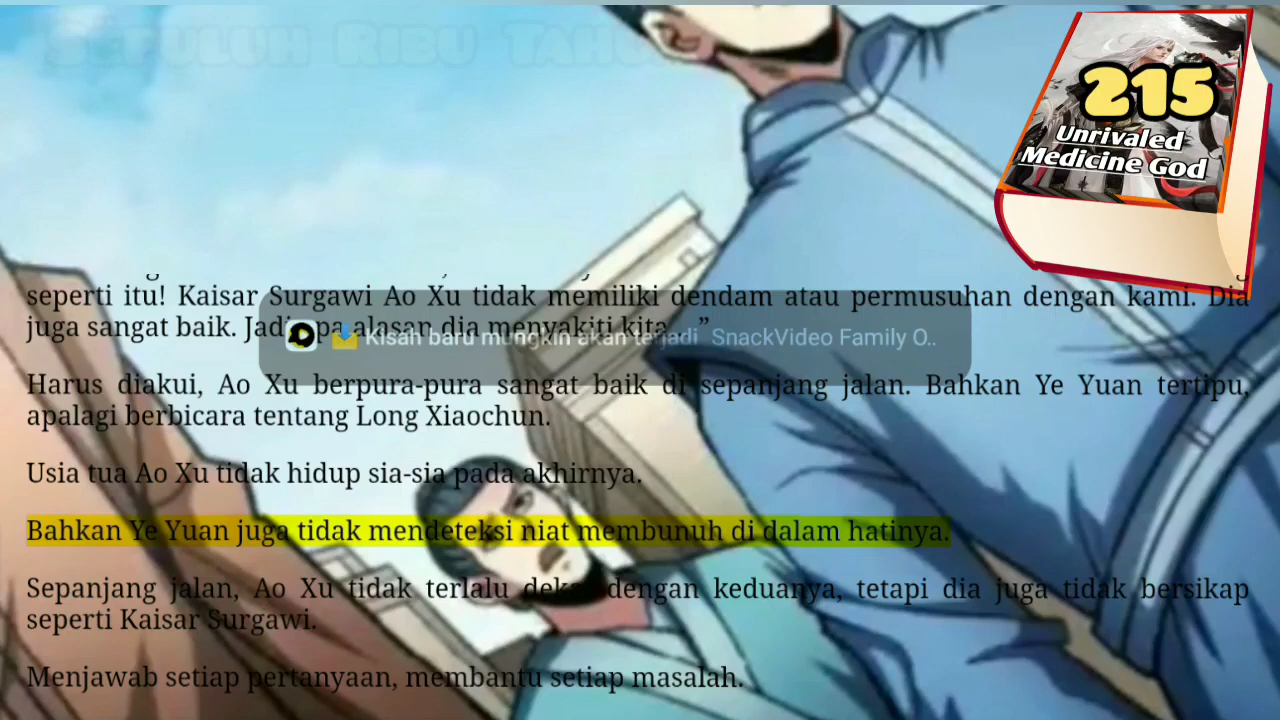 SEPULUH RIBU TAHU
215
Unrivaled
Medicine God
seperti itu! Kaisar Surgawi Ao Xu tidak memiliki dendam atau permusuhan dengan kami. Dia
juga sangat baik. Jadi apa alasan dia menyakiti kita ...”
Kisah baru mungkin akan terjadi SnackVideo Family O..
Harus diakui, Ao Xu berpura-pura sangat baik di sepanjang jalan. Bahkan Ye Yuan tertipu,
apalagi berbicara tentang Long Xiaochun.
Usia tua Ao Xu tidak hidup sia-sia pada akhirnya.
Bahkan Ye Yuan juga tidak mendeteksi niat membunuh di dalam hatinya.
Sepanjang jalan, Ao Xu tidak terlalu dekat dengan keduanya, tetapi dia juga tidak bersikap
seperti Kaisar Surgawi.
Menjawab setiap pertanyaan, membantu setiap masalah.